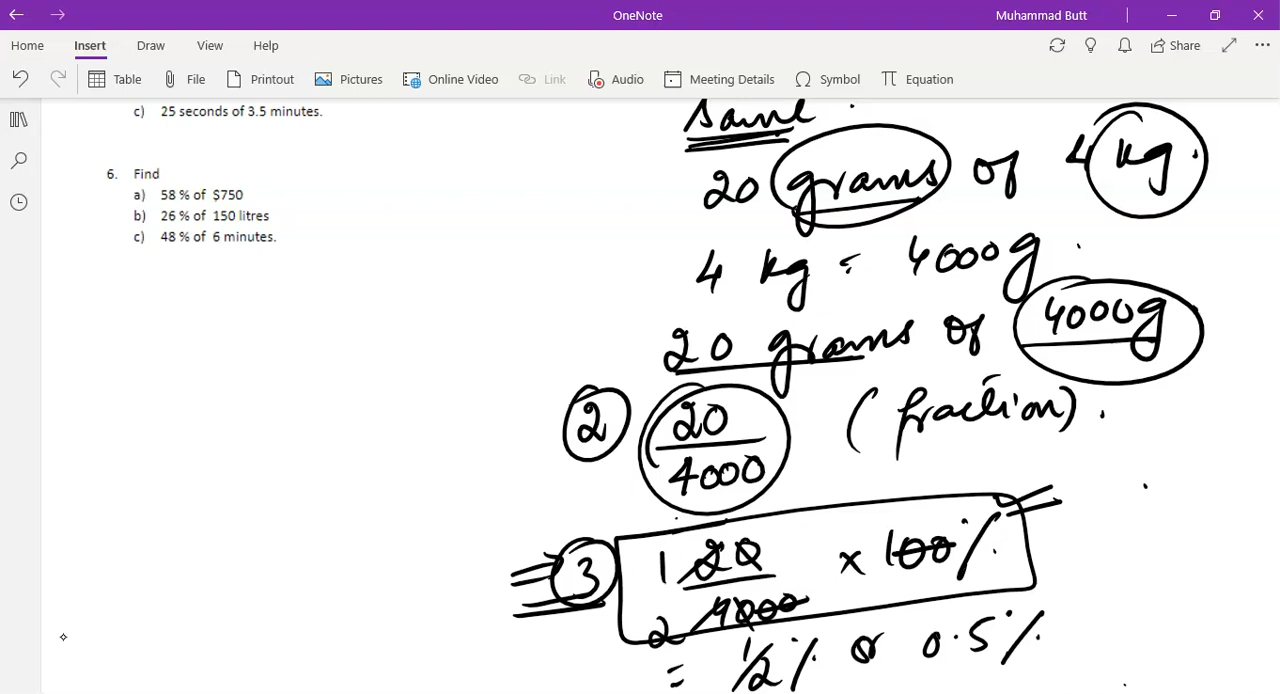 OneNote
Muhammad Butt
Home Insert Draw View Help
Share
Table File Printout Pictures Online Video Link Audio Meeting Details Symbol Equation
c) 25 seconds of 3.5 minutes.
6. Find
a) 58 % of $750
b) 26 % of 150 litres
c) 48 % of 6 minutes.
same
20 grams of 4 kg.
4 kg = 4000g
20 grams of 4000g
2 20/4000 (fraction).
3 1 20/4000 2 x 100%
= 1/2% or 0.5%